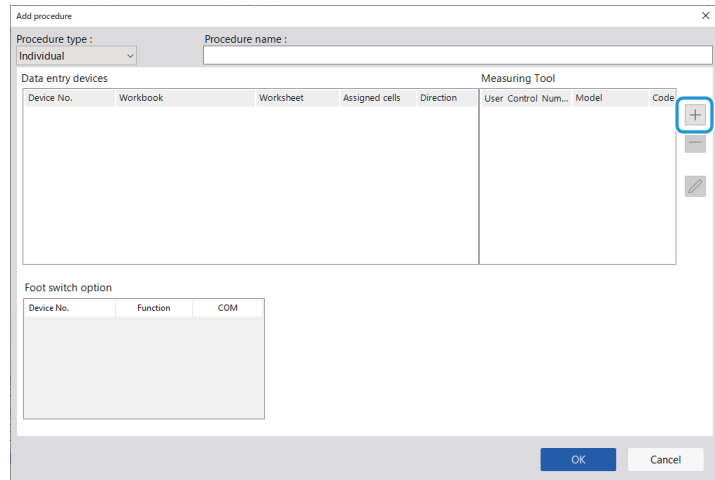 Add procedure
Procedure type :
Procedure name :
Individual
Data entry devices
Measuring Tool
Device No. Workbook Worksheet Assigned cells Direction User Control Num... Model Code
Foot switch option
Device No. Function COM
OK Cancel